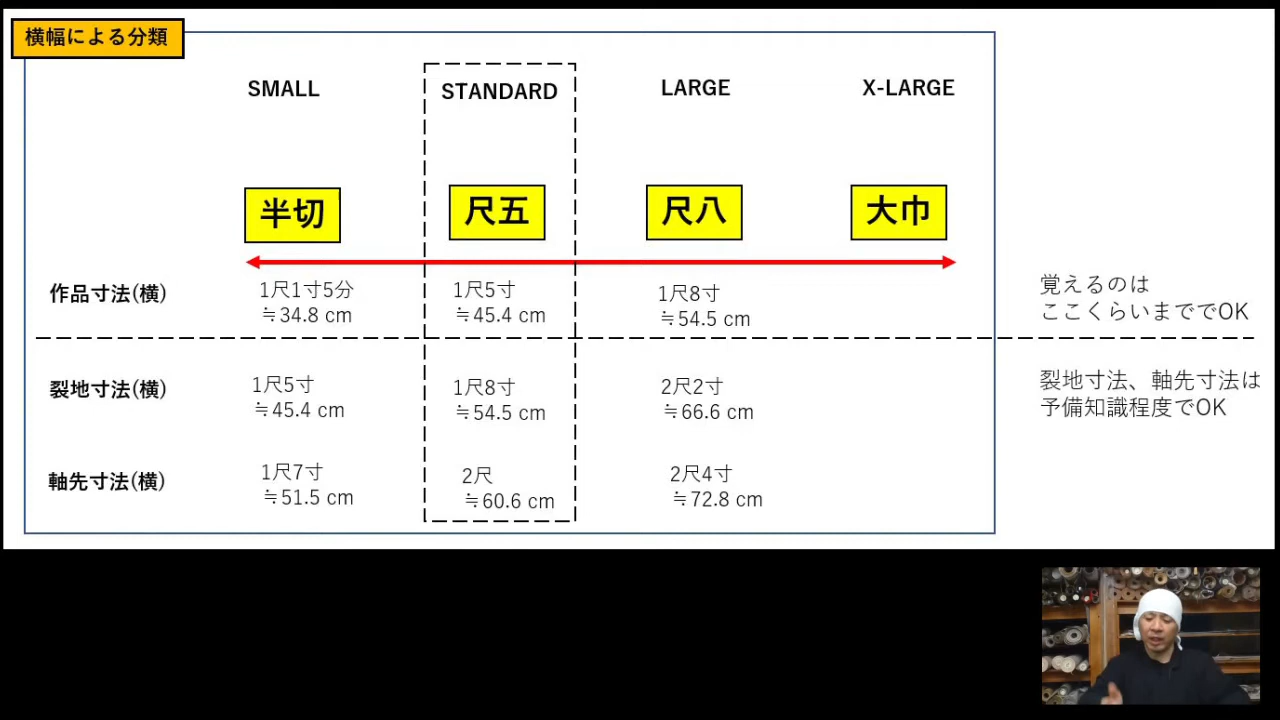 横幅による分類
SMALL
STANDARD
LARGE
X-LARGE
半切
尺五
尺八
大巾
作品寸法(横)
1尺1寸5分
≒34.8 cm
1尺5寸
≒45.4 cm
1尺8寸
≒54.5 cm
覚えるのは
ここくらいまででOK
裂地寸法(横)
1尺5寸
≒45.4 cm
1尺8寸
≒54.5 cm
2尺2寸
≒66.6 cm
裂地寸法、軸先寸法は
予備知識程度でOK
軸先寸法(横)
1尺7寸
≒51.5 cm
2尺
≒60.6 cm
2尺4寸
≒72.8 cm